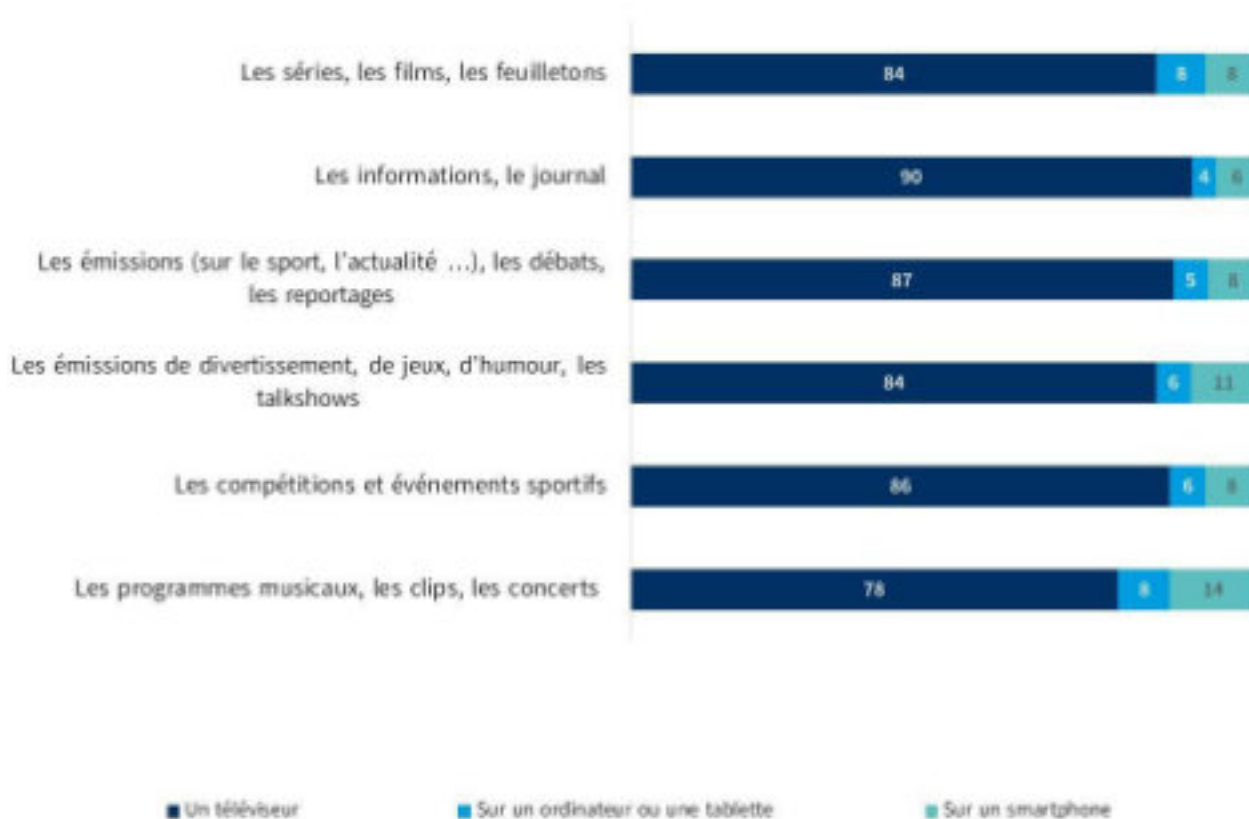 Les séries, les films, les feuilletons
84 8 8
Les informations, le journal
90 4 6
Les émissions (sur le sport, l'actualité ...), les débats,
les reportages
87 5 8
Les émissions de divertissement, de jeux, d'humour, les
talkshows
84 6 11
Les compétitions et événements sportifs
86 6 8
Les programmes musicaux, les clips, les concerts
78 8 14
Un téléviseur Sur un ordinateur ou une tablette Sur un smartphone